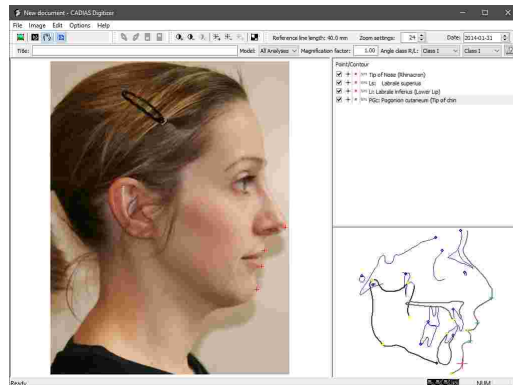 New document - CADIAS Digitizer
File Image Edit Options Help
Reference line length: 40.0 mm Zoom settings: 24 Date: 2014-01-31
Title: Model: All Analyses Magnification factor: 1.00 Angle class R/L: Class I Class I
Point/Contour
Tip of Nose (Rhinacron)
Ls: Labrale superius
Li: Labrale Inferius (Lower Lip)
PGc: Pogonion cutaneum (Tip of chin
Ready NUM